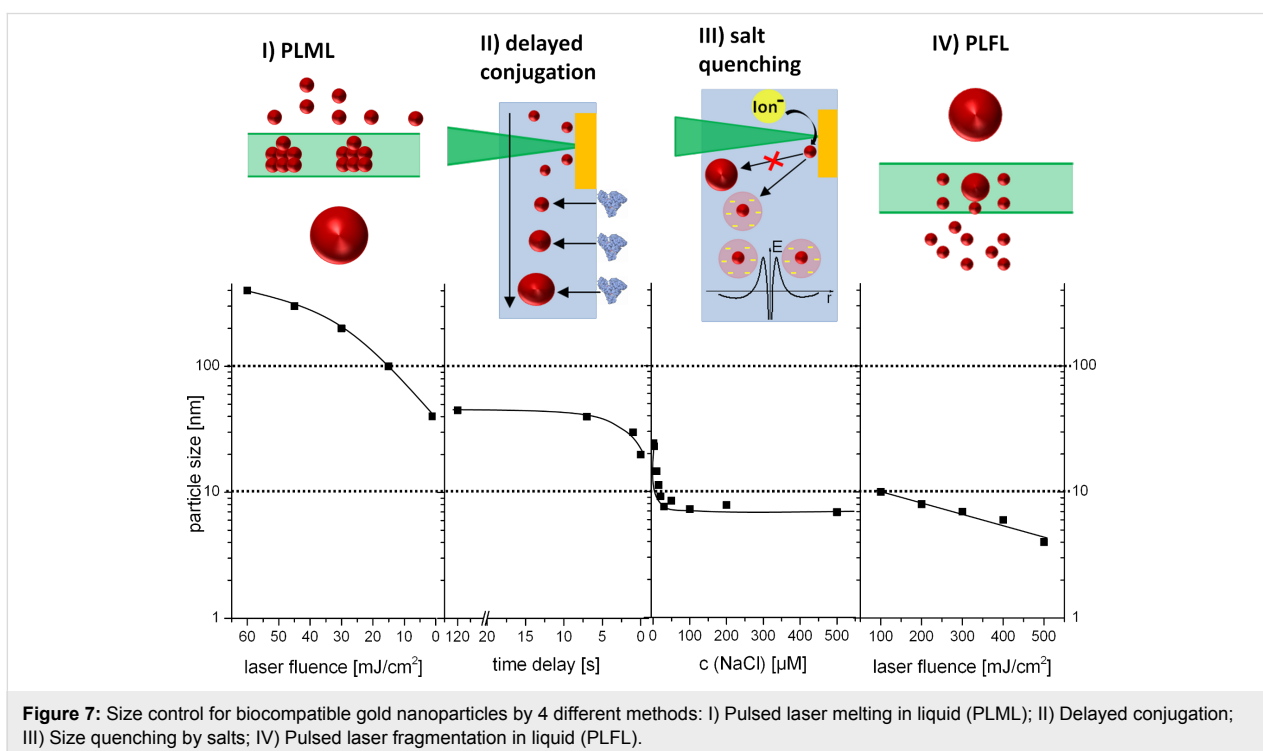 I) PLML
II) delayed
conjugation
III) salt
quenching
IV) PLFL
Ion⁻
E
r
particle size [nm]
100
10
1
100
10
1
60 50 40 30 20 10 0
120 20 15 10 5 0
0 100 200 300 400 500
100 200 300 400 500
laser fluence [mJ/cm²]
time delay [s]
c (NaCl) [µM]
laser fluence [mJ/cm²]
Figure 7: Size control for biocompatible gold nanoparticles by 4 different methods: I) Pulsed laser melting in liquid (PLML); II) Delayed conjugation;
III) Size quenching by salts; IV) Pulsed laser fragmentation in liquid (PLFL).